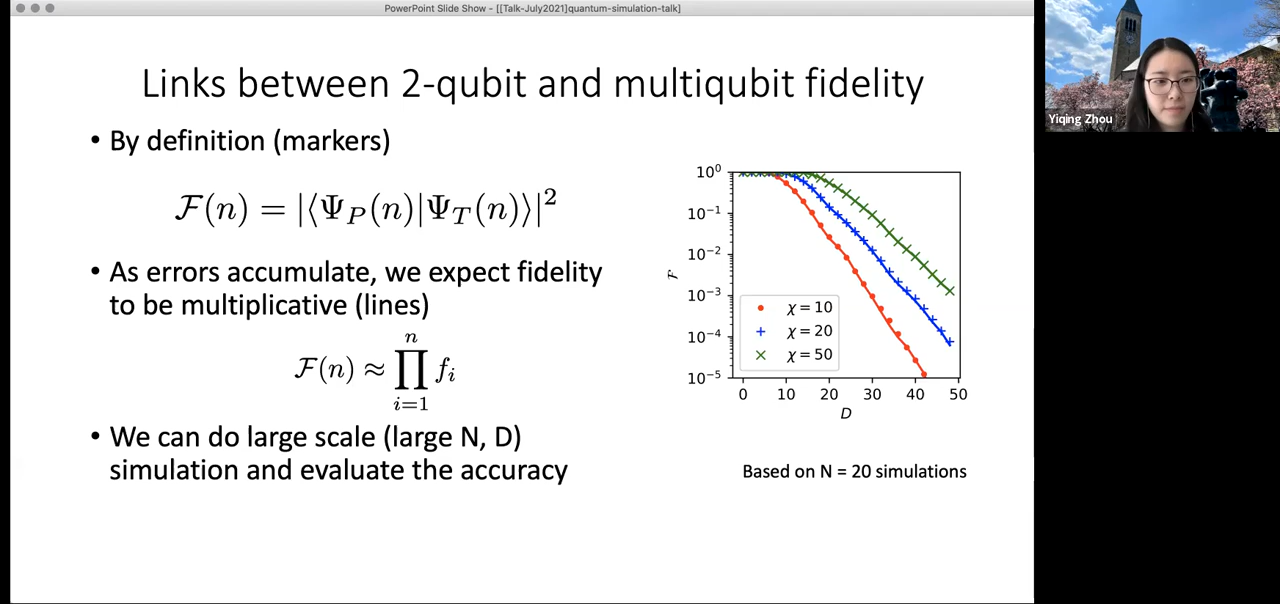 PowerPoint Slide Show - [[Talk-July2021]quantum-simulation-talk]
Links between 2-qubit and multiqubit fidelity
• By definition (markers)
ℱ(n) = |⟨Ψ_P(n)|Ψ_T(n)⟩|²
• As errors accumulate, we expect fidelity
to be multiplicative (lines)
ℱ(n) ≈ ∏_{i=1}^{n} f_i
• We can do large scale (large N, D)
simulation and evaluate the accuracy
10⁰
10⁻¹
10⁻²
10⁻³
10⁻⁴
10⁻⁵
ℱ
χ = 10
χ = 20
χ = 50
0 10 20 30 40 50
D
Based on N = 20 simulations
Yiqing Zhou